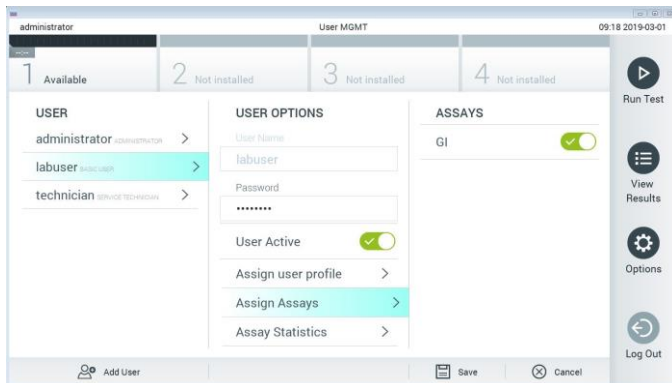 administrator
User MGMT
09:18 2019-03-01
1 Available
2 Not installed
3 Not installed
4 Not installed
Run Test
View
Results
Options
Log Out
USER
administrator ADMINISTRATOR
labuser BASIC USER
technician SERVICE TECHNICIAN
USER OPTIONS
User Name
labuser
Password
••••••••
User Active
Assign user profile
Assign Assays
Assay Statistics
ASSAYS
GI
Add User
Save
Cancel